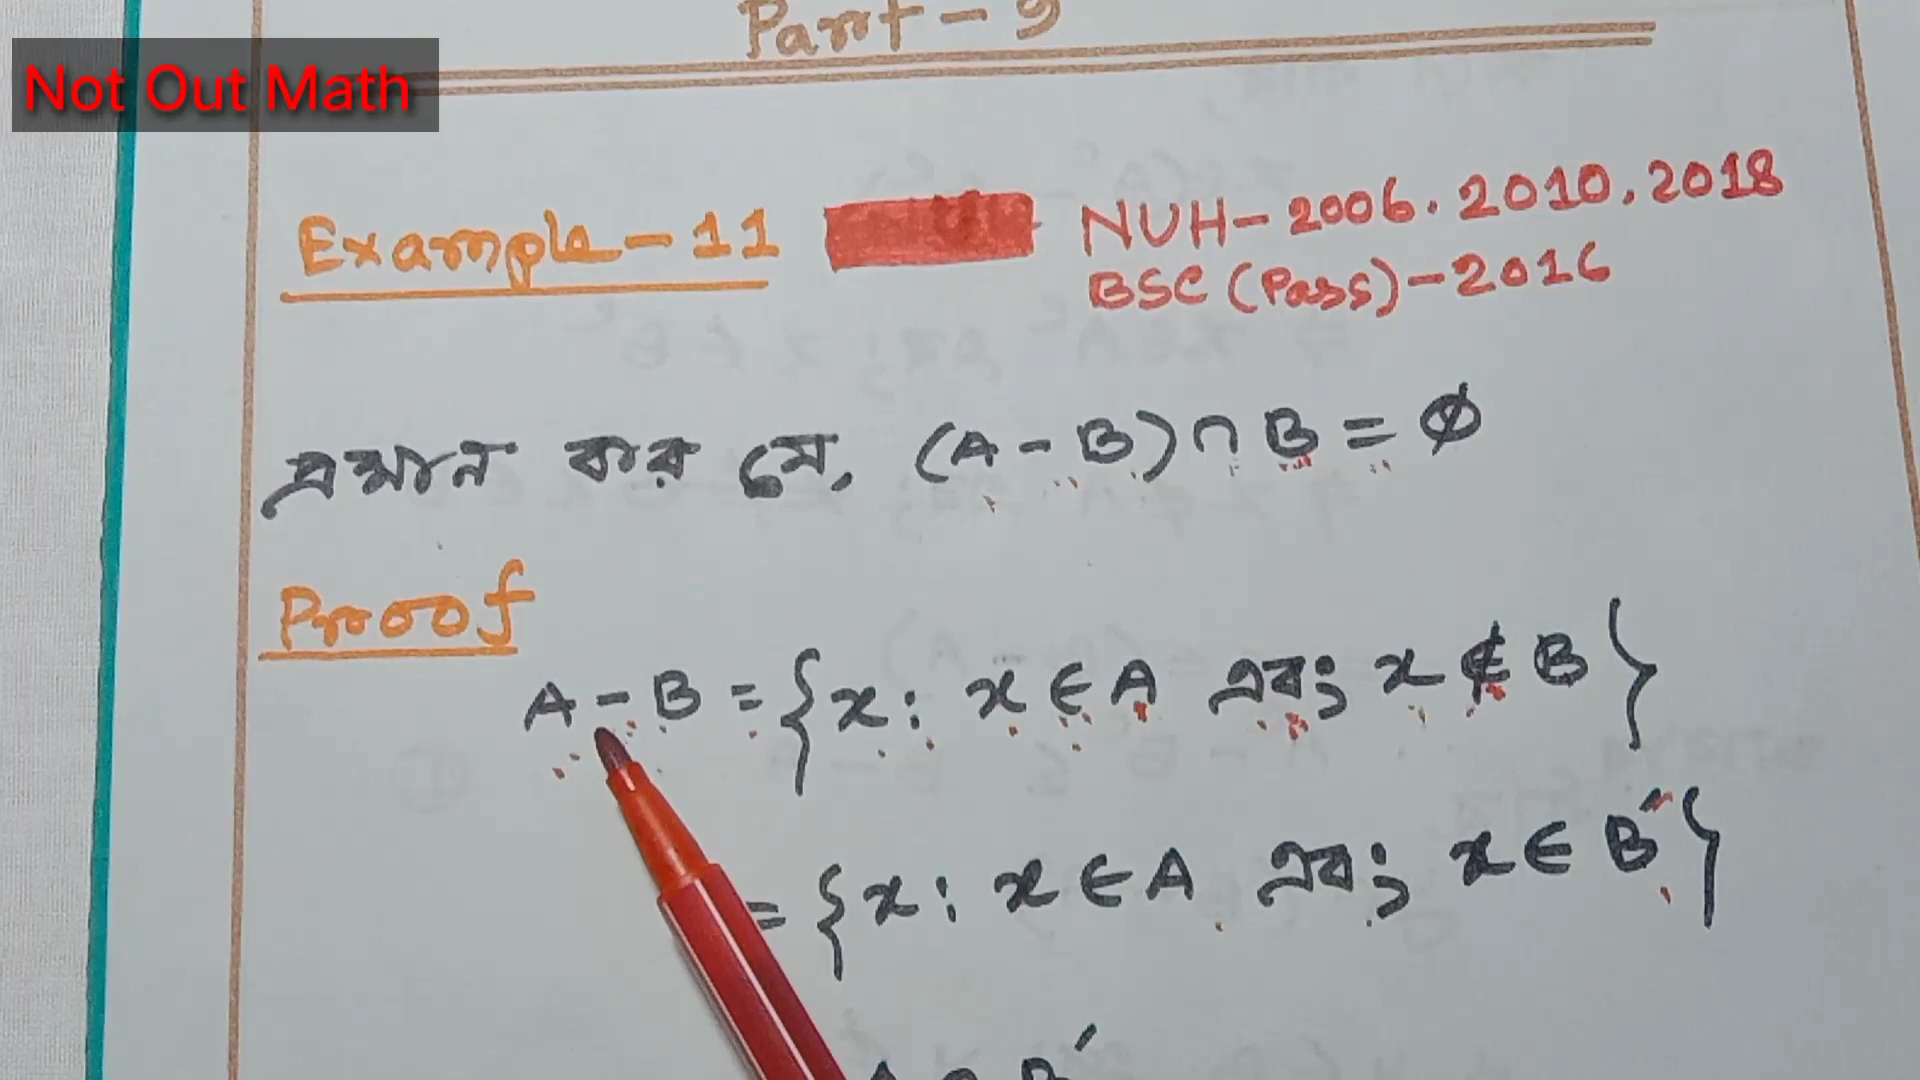 Part - 9
Not Out Math
Example - 11 NUH - 2006. 2010, 2018
BSC (Pass) - 2016
প্রমান কর যে, (A - B) ∩ B = ∅
Proof
A - B = {x : x ∈ A এবং x ∉ B}
= {x : x ∈ A এবং x ∈ B′}
A ∩ B′